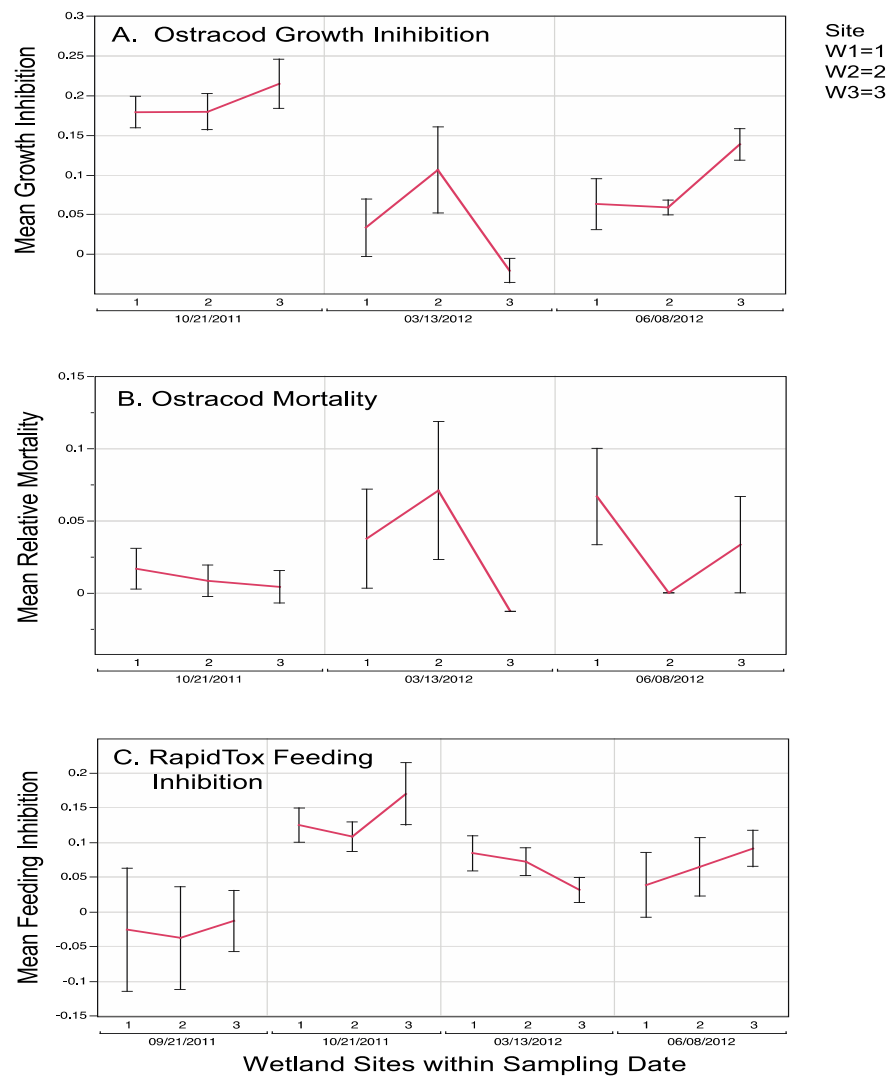 A. Ostracod Growth Inihibition
Site
W1=1
W2=2
W3=3
Mean Growth Inhibition
0.3
0.25
0.2
0.15
0.1
0.05
0
1 2 3 1 2 3 1 2 3
10/21/2011 03/13/2012 06/08/2012
B. Ostracod Mortality
Mean Relative Mortality
0.15
0.1
0.05
0
1 2 3 1 2 3 1 2 3
10/21/2011 03/13/2012 06/08/2012
C. RapidTox Feeding
Inhibition
Mean Feeding Inhibition
0.2
0.15
0.1
0.05
0
-0.05
-0.1
-0.15
1 2 3 1 2 3 1 2 3 1 2 3
09/21/2011 10/21/2011 03/13/2012 06/08/2012
Wetland Sites within Sampling Date